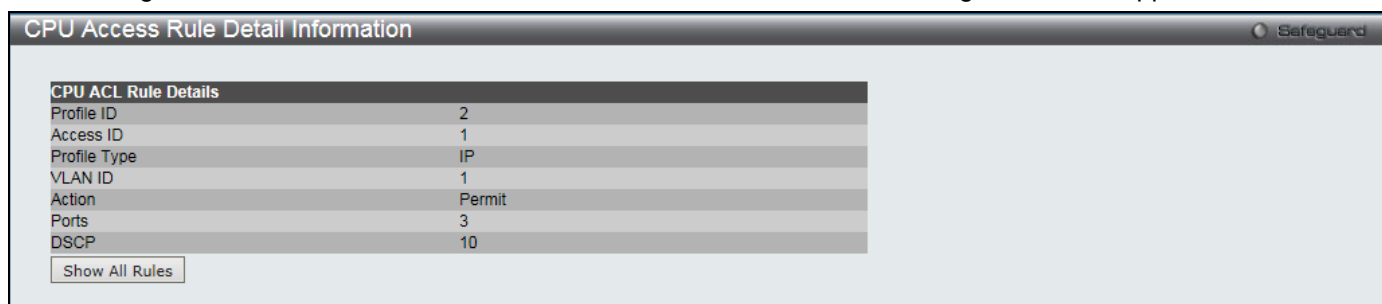 CPU Access Rule Detail Information
Safeguard
CPU ACL Rule Details
Profile ID 2
Access ID 1
Profile Type IP
VLAN ID 1
Action Permit
Ports 3
DSCP 10
Show All Rules